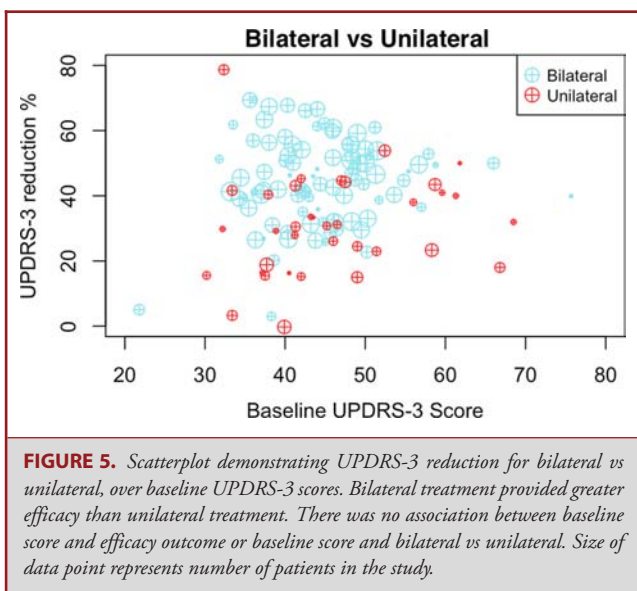 Bilateral vs Unilateral
Bilateral
Unilateral
UPDRS-3 reduction %
80
60
40
20
0
20 30 40 50 60 70 80
Baseline UPDRS-3 Score
FIGURE 5. Scatterplot demonstrating UPDRS-3 reduction for bilateral vs
unilateral, over baseline UPDRS-3 scores. Bilateral treatment provided greater
efficacy than unilateral treatment. There was no association between baseline
score and efficacy outcome or baseline score and bilateral vs unilateral. Size of
data point represents number of patients in the study.